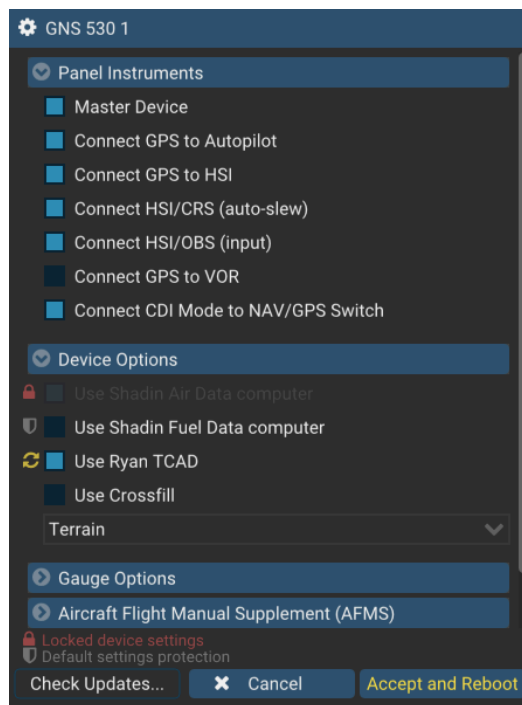 GNS 530 1
Panel Instruments
Master Device
Connect GPS to Autopilot
Connect GPS to HSI
Connect HSI/CRS (auto-slew)
Connect HSI/OBS (input)
Connect GPS to VOR
Connect CDI Mode to NAV/GPS Switch
Device Options
Use Shadin Air Data computer
Use Shadin Fuel Data computer
Use Ryan TCAD
Use Crossfill
Terrain
Gauge Options
Aircraft Flight Manual Supplement (AFMS)
Locked device settings
Default settings protection
Check Updates... Cancel Accept and Reboot